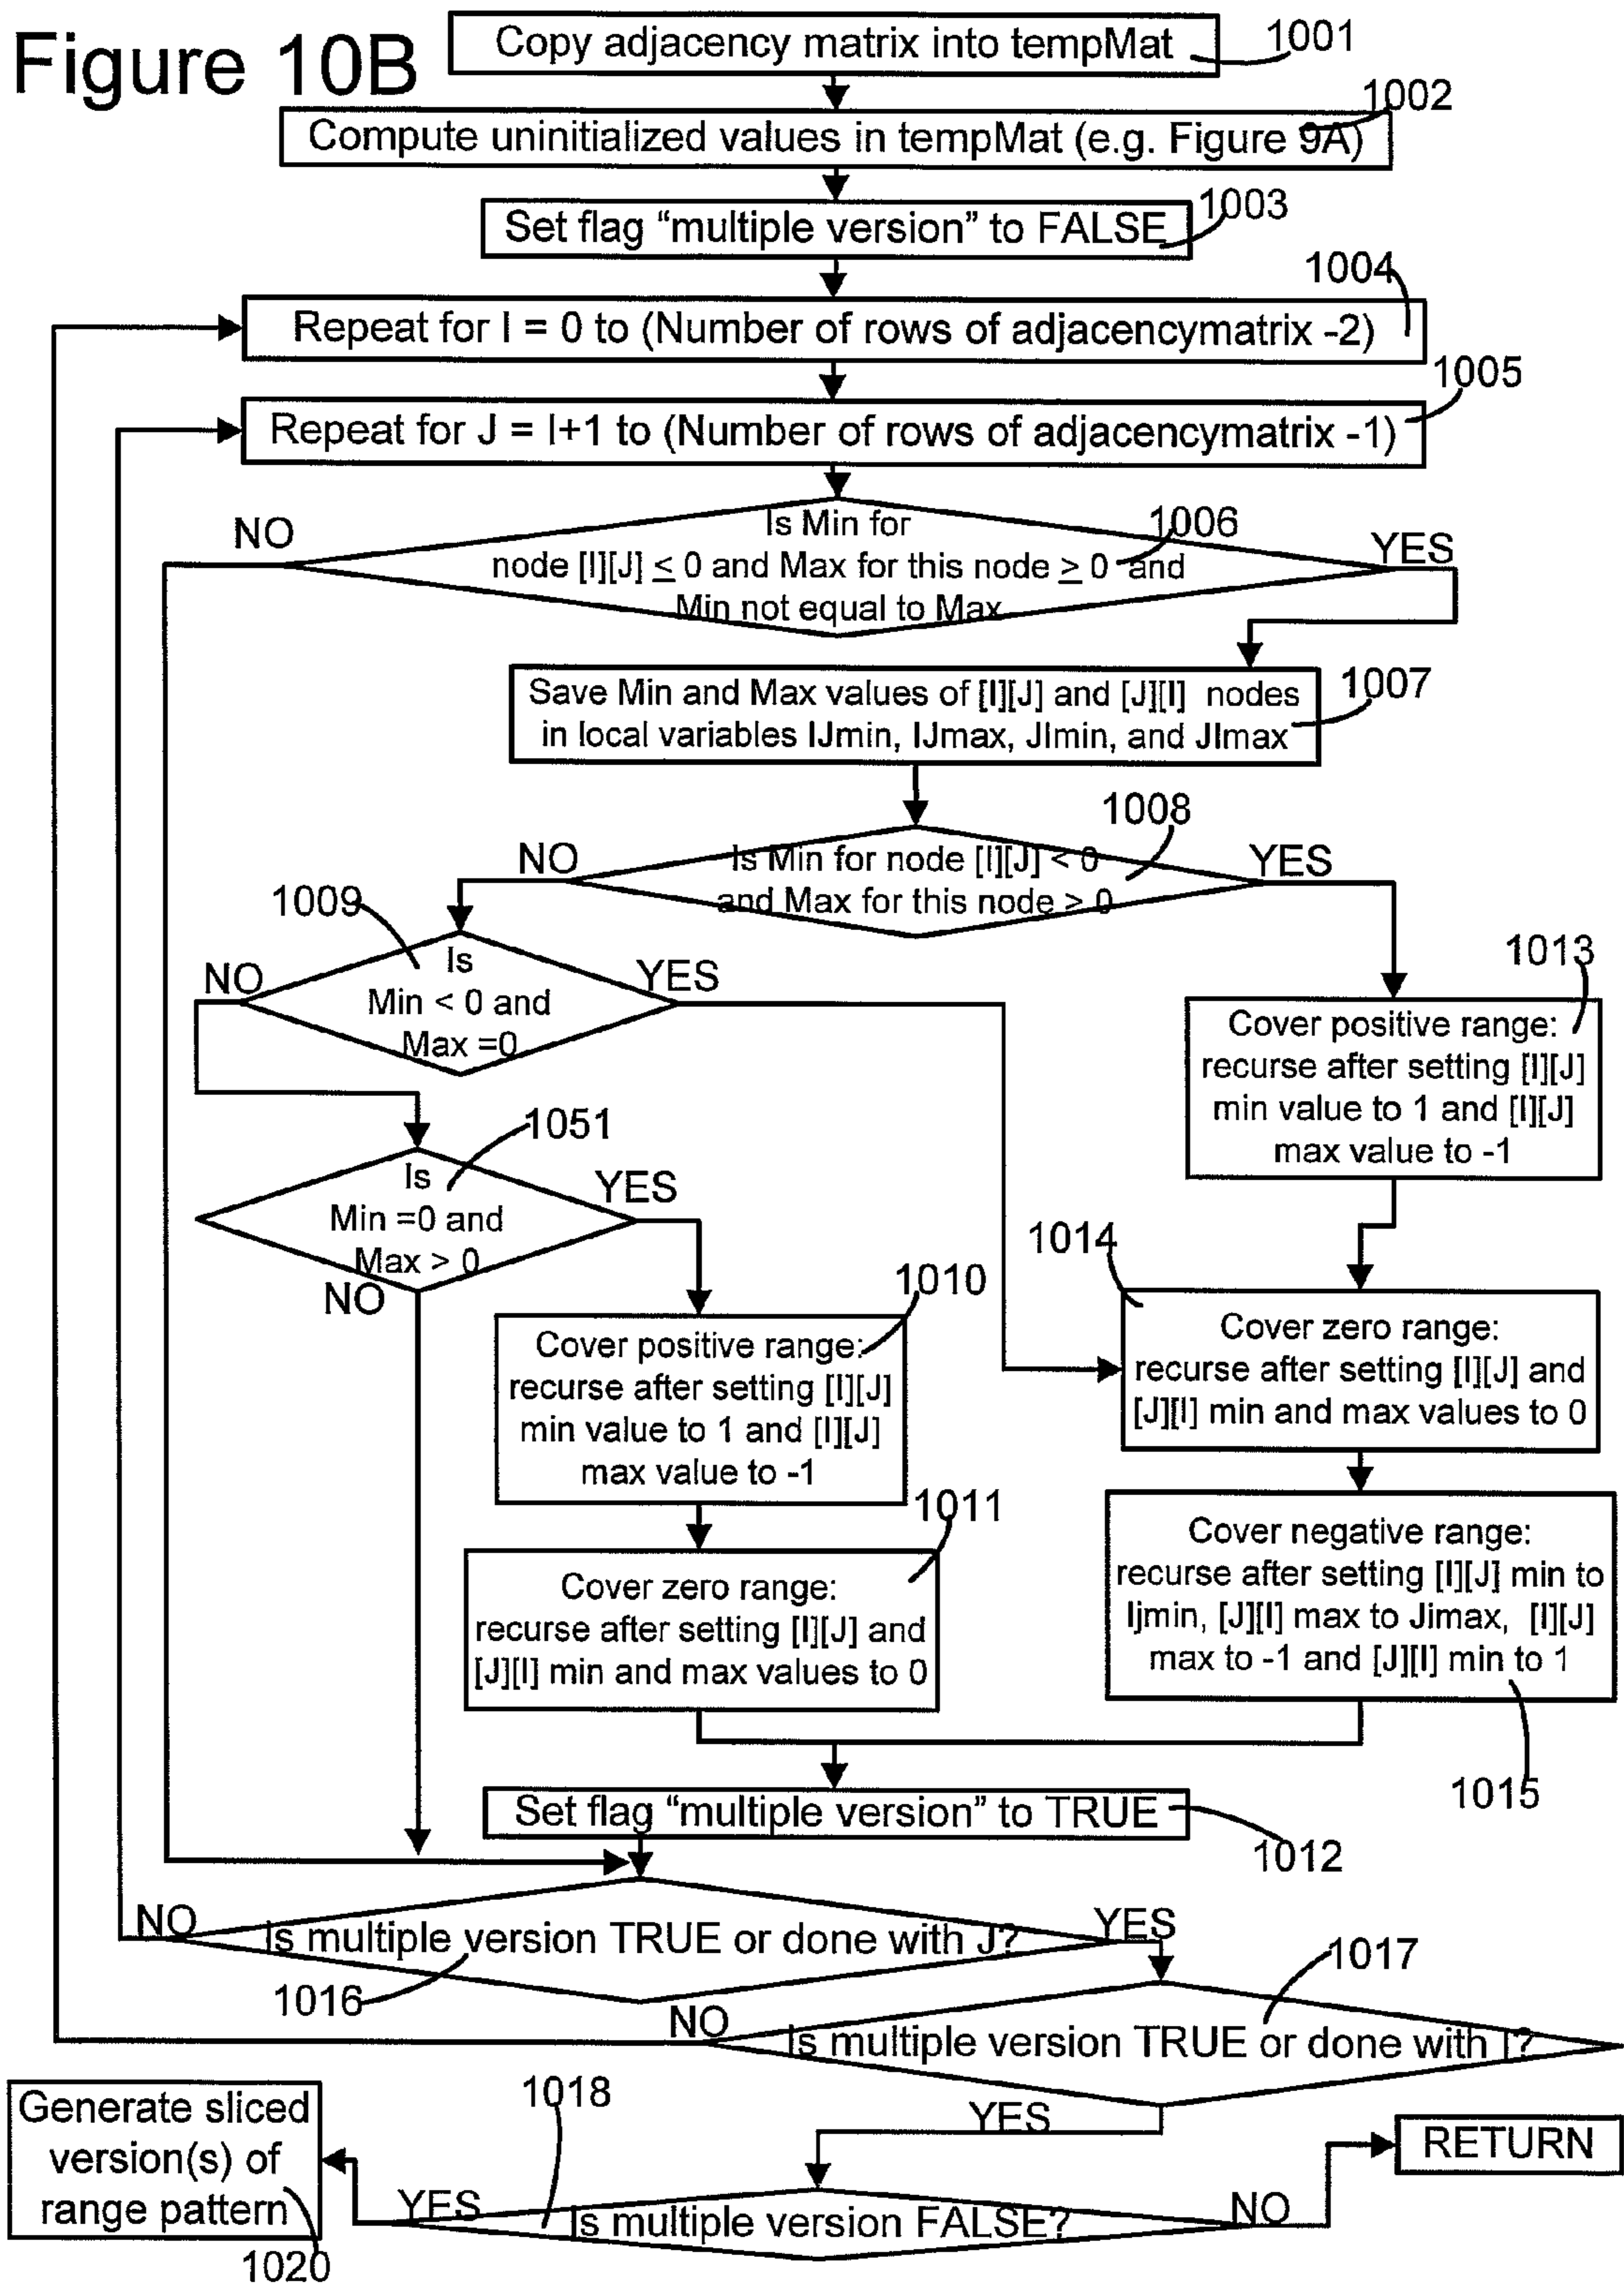 Figure 10B
Copy adjacency matrix into tempMat
1001
1002
Compute uninitialized values in tempMat (e.g. Figure 9A)
1003
Set flag “multiple version” to FALSE
1004
Repeat for I = 0 to (Number of rows of adjacencymatrix -2)
1005
Repeat for J = I+1 to (Number of rows of adjacencymatrix -1)
NO
Is Min for
node [I][J] ≤ 0 and Max for this node ≥ 0 and
Min not equal to Max
1006
YES
Save Min and Max values of [I][J] and [J][I] nodes
in local variables IJmin, IJmax, JImin, and JImax
1007
1008
NO
Is Min for node [I][J] < 0
and Max for this node > 0
YES
1009
NO
Is
Min < 0 and
Max =0
YES
1013
Cover positive range:
recurse after setting [I][J]
min value to 1 and [I][J]
max value to -1
1051
Is
Min =0 and
Max > 0
YES
NO
1014
Cover zero range:
recurse after setting [I][J] and
[J][I] min and max values to 0
1010
Cover positive range:
recurse after setting [I][J]
min value to 1 and [I][J]
max value to -1
1011
Cover zero range:
recurse after setting [I][J] and
[J][I] min and max values to 0
Cover negative range:
recurse after setting [I][J] min to
Ijmin, [J][I] max to Jimax, [I][J]
max to -1 and [J][I] min to 1
1015
Set flag “multiple version” to TRUE
1012
NO
Is multiple version TRUE or done with J?
YES
1016
1017
NO
Is multiple version TRUE or done with I?
YES
1018
Generate sliced
version(s) of
range pattern
1020
YES
Is multiple version FALSE?
NO
RETURN